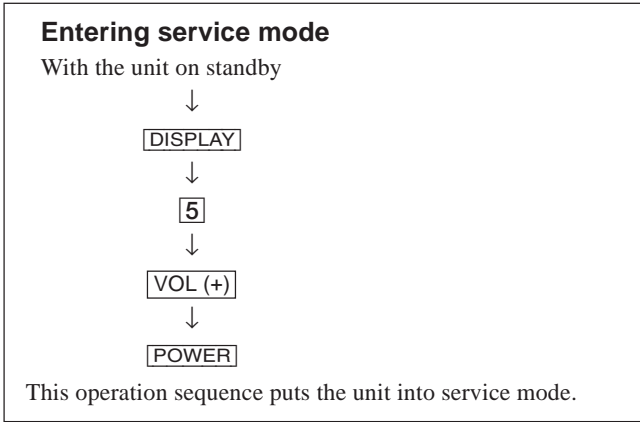 Entering service mode
With the unit on standby
↓
DISPLAY
↓
5
↓
VOL (+)
↓
POWER
This operation sequence puts the unit into service mode.